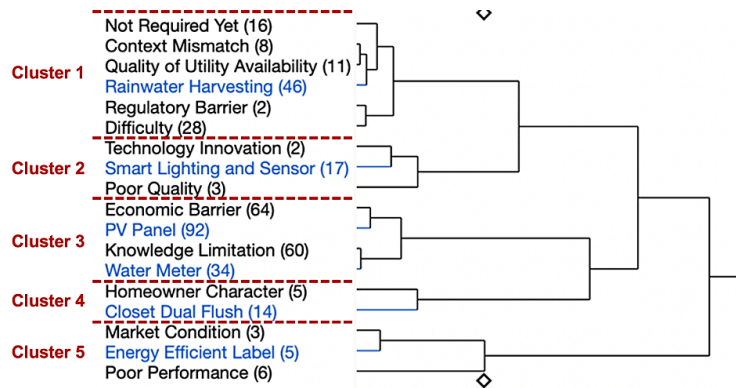 Not Required Yet (16)
Context Mismatch (8)
Cluster 1 Quality of Utility Availability (11)
Rainwater Harvesting (46)
Regulatory Barrier (2)
Difficulty (28)
Technology Innovation (2)
Cluster 2 Smart Lighting and Sensor (17)
Poor Quality (3)
Economic Barrier (64)
PV Panel (92)
Cluster 3 Knowledge Limitation (60)
Water Meter (34)
Homeowner Character (5)
Cluster 4 Closet Dual Flush (14)
Market Condition (3)
Cluster 5 Energy Efficient Label (5)
Poor Performance (6)